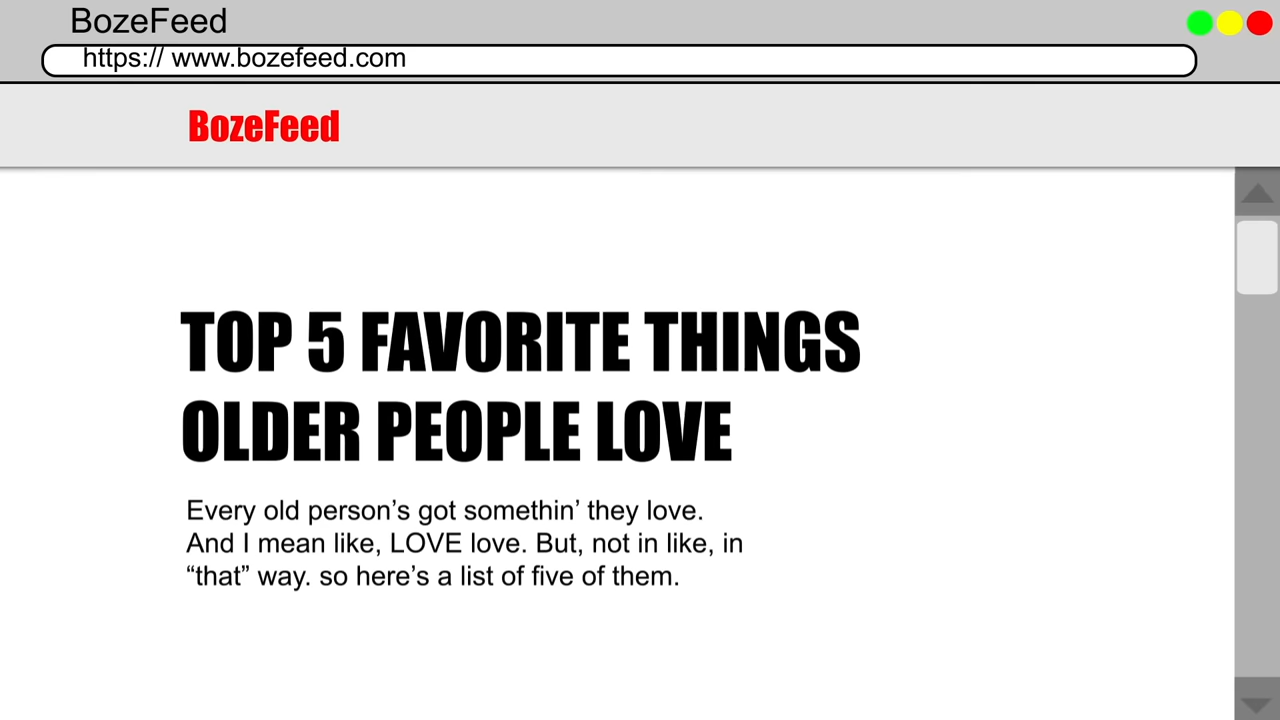 BozeFeed
https:// www.bozefeed.com
BozeFeed
TOP 5 FAVORITE THINGS
OLDER PEOPLE LOVE
Every old person’s got somethin’ they love.
And I mean like, LOVE love. But, not in like, in
“that” way. so here’s a list of five of them.